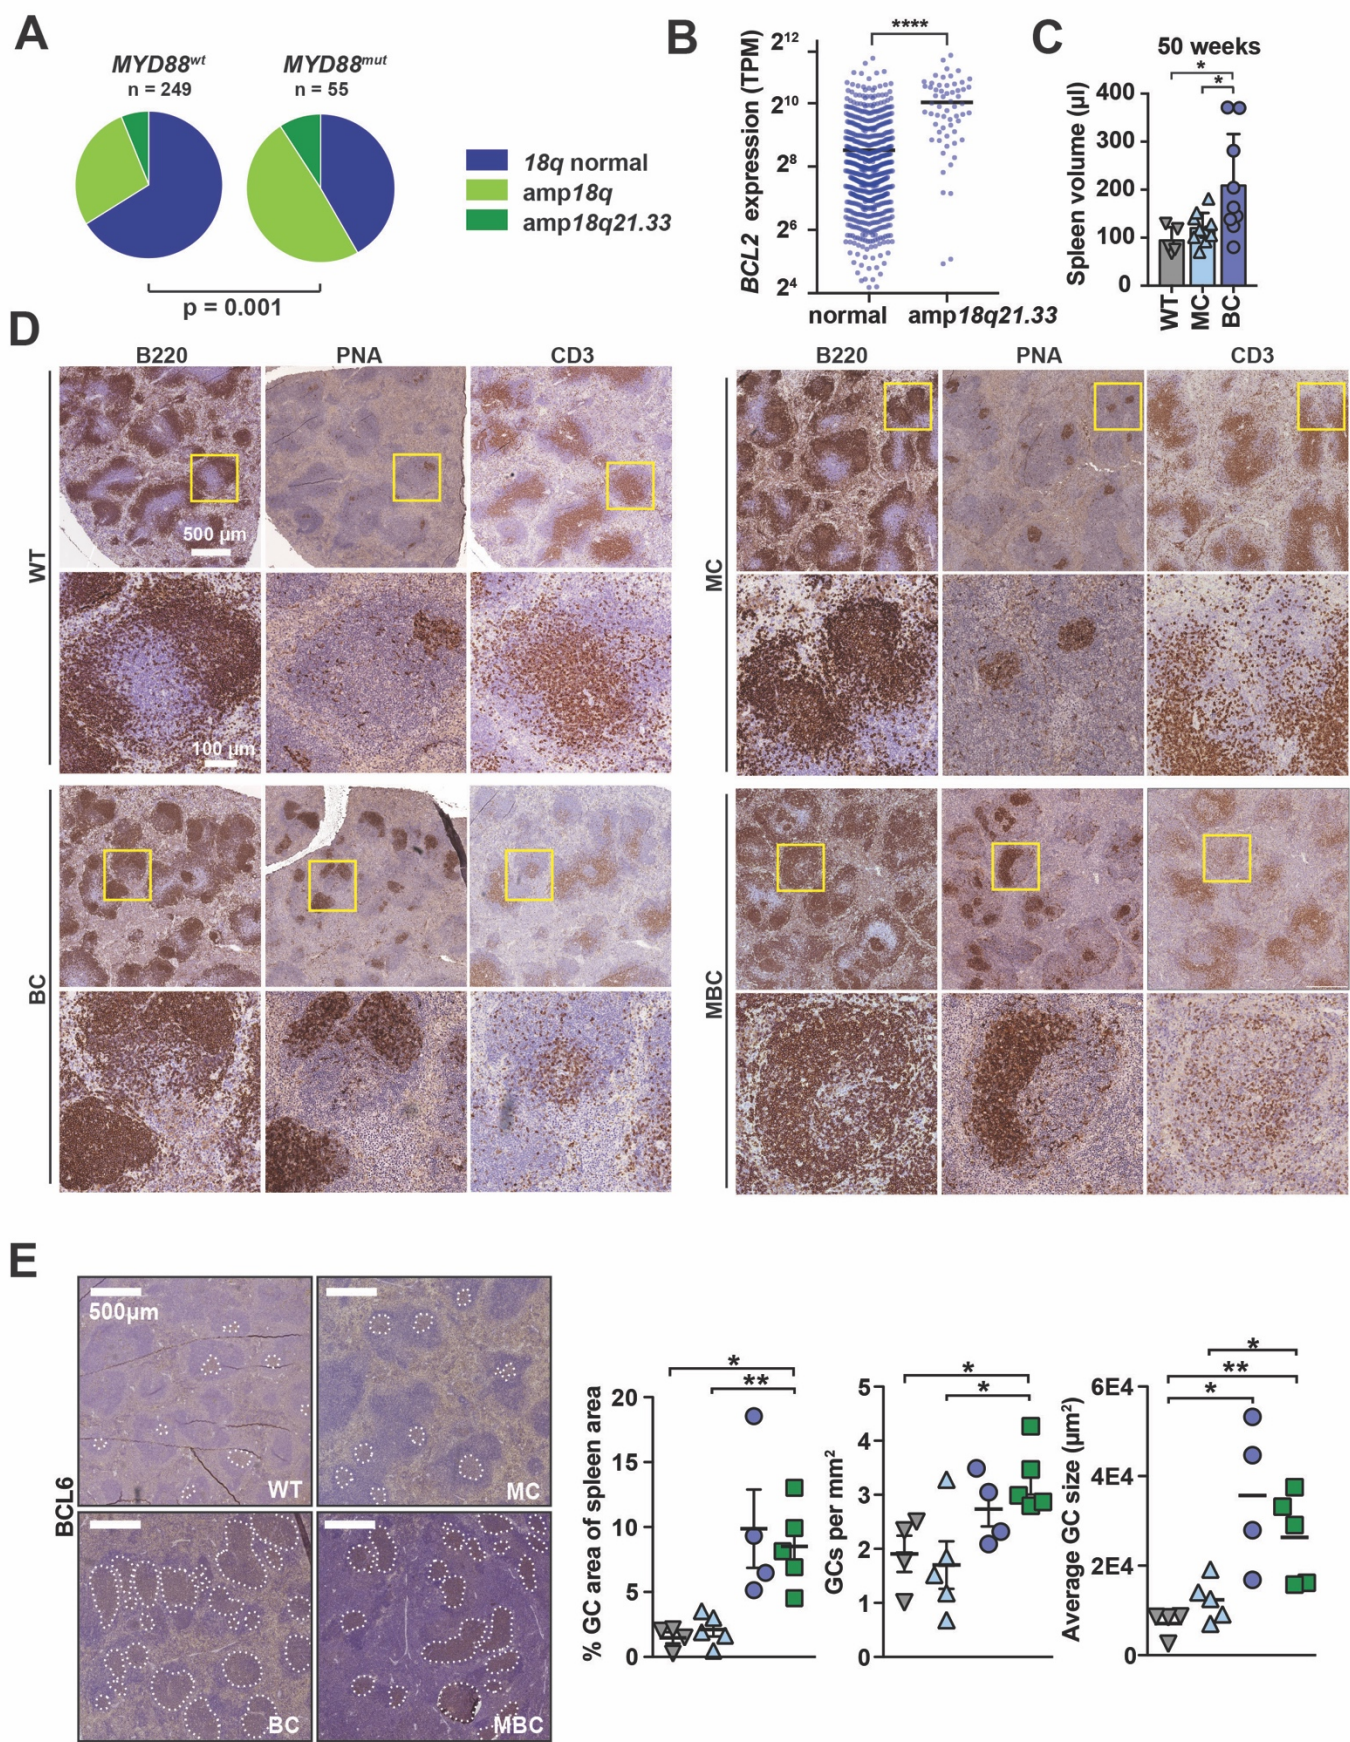 A
MYD88wt
n = 249
MYD88mut
n = 55
18q normal
amp18q
amp18q21.33
p = 0.001
B
****
BCL2 expression (TPM)
2¹²
2¹⁰
2⁸
2⁶
2⁴
normal
amp18q21.33
C
50 weeks
*
*
Spleen volume (µl)
400
300
200
100
0
WT
MC
BC
D
B220
PNA
CD3
WT
500 µm
100 µm
BC
B220
PNA
CD3
MC
MBC
E
BCL6
500µm
WT
MC
BC
MBC
*
**
% GC area of spleen area
20
15
10
5
0
*
*
GCs per mm²
5
4
3
2
1
0
*
**
*
Average GC size (µm²)
6E4
4E4
2E4
0